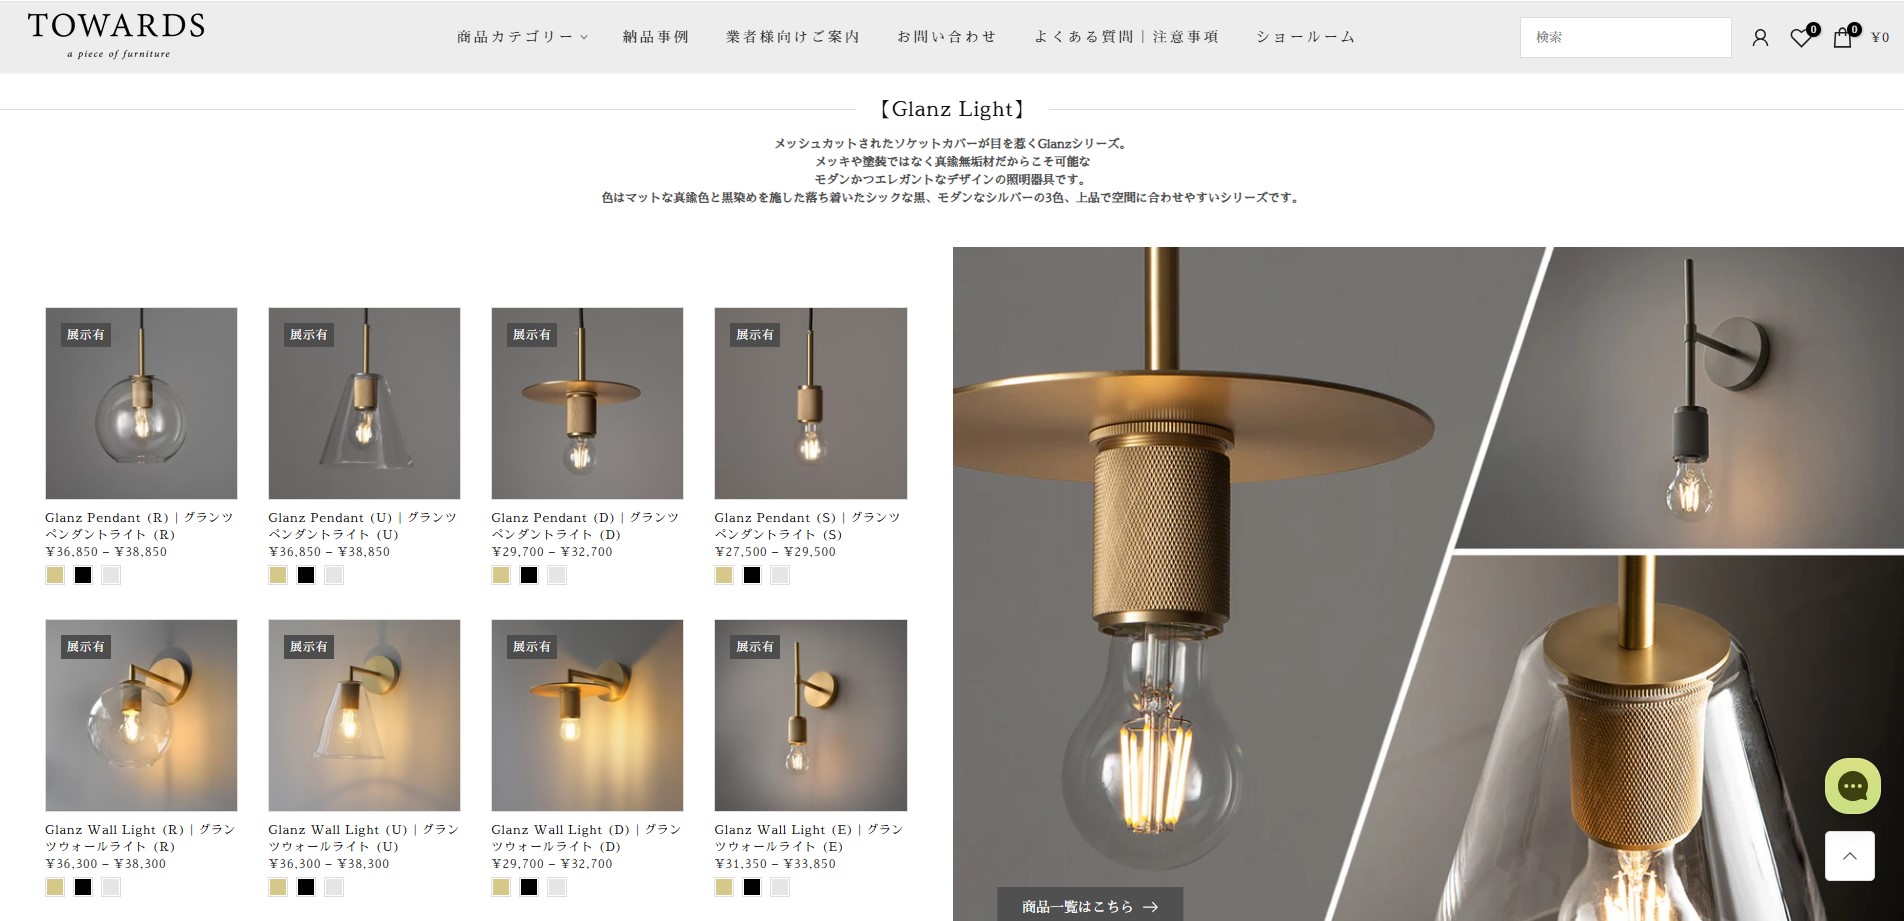 TOWARDS
a piece of furniture
商品カテゴリー
納品事例
業者様向けご案内
お問い合わせ
よくある質問｜注意事項
ショールーム
検索
0
0
¥0
【Glanz Light】
メッシュカットされたソケットカバーが目を惹くGlanzシリーズ。
メッキや塗装ではなく真鍮無垢材だからこそ可能な
モダンかつエレガントなデザインの照明器具です。
色はマットな真鍮色と黒染めを施した落ち着いたシックな黒、モダンなシルバーの3色、上品で空間に合わせやすいシリーズです。
展示有
Glanz Pendant (R)｜グランツ
ペンダントライト (R)
¥36,850 – ¥38,850
展示有
Glanz Pendant (U)｜グランツ
ペンダントライト (U)
¥36,850 – ¥38,850
展示有
Glanz Pendant (D)｜グランツ
ペンダントライト (D)
¥29,700 – ¥32,700
展示有
Glanz Pendant (S)｜グランツ
ペンダントライト (S)
¥27,500 – ¥29,500
展示有
Glanz Wall Light (R)｜グラン
ツウォールライト (R)
¥36,300 – ¥38,300
展示有
Glanz Wall Light (U)｜グラン
ツウォールライト (U)
¥36,300 – ¥38,300
展示有
Glanz Wall Light (D)｜グラン
ツウォールライト (D)
¥29,700 – ¥32,700
展示有
Glanz Wall Light (E)｜グラン
ツウォールライト (E)
¥31,350 – ¥33,850
商品一覧はこちら